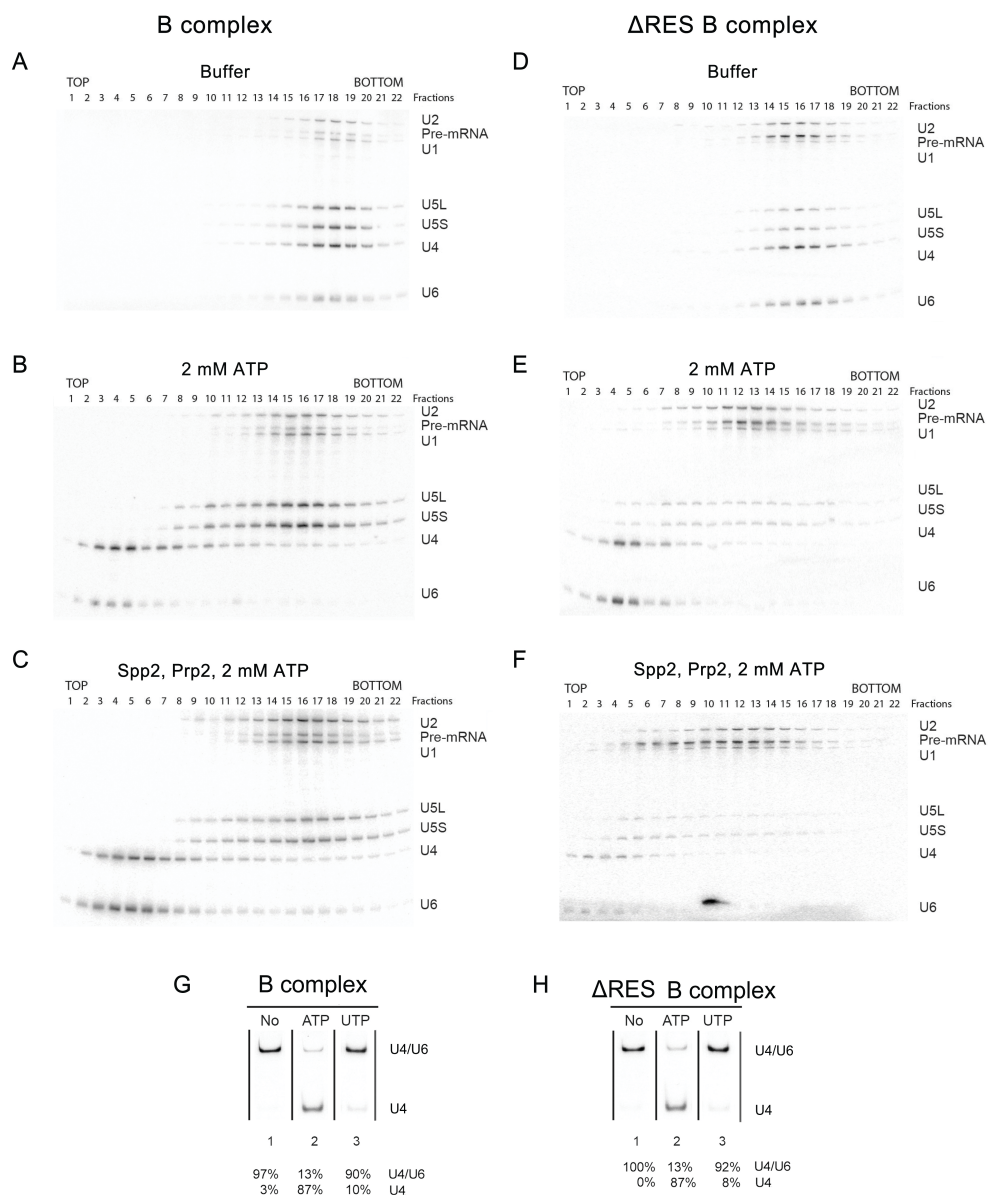 B complex
ΔRES B complex
A
Buffer
TOP
BOTTOM
1 2 3 4 5 6 7 8 9 10 11 12 13 14 15 16 17 18 19 20 21 22 Fractions
U2
Pre-mRNA
U1
U5L
U5S
U4
U6
D
Buffer
TOP
BOTTOM
1 2 3 4 5 6 7 8 9 10 11 12 13 14 15 16 17 18 19 20 21 22 Fractions
U2
Pre-mRNA
U1
U5L
U5S
U4
U6
B
2 mM ATP
TOP
BOTTOM
1 2 3 4 5 6 7 8 9 10 11 12 13 14 15 16 17 18 19 20 21 22 Fractions
U2
Pre-mRNA
U1
U5L
U5S
U4
U6
E
2 mM ATP
TOP
BOTTOM
1 2 3 4 5 6 7 8 9 10 11 12 13 14 15 16 17 18 19 20 21 22 Fractions
U2
Pre-mRNA
U1
U5L
U5S
U4
U6
C
Spp2, Prp2, 2 mM ATP
TOP
BOTTOM
1 2 3 4 5 6 7 8 9 10 11 12 13 14 15 16 17 18 19 20 21 22 Fractions
U2
Pre-mRNA
U1
U5L
U5S
U4
U6
F
Spp2, Prp2, 2 mM ATP
TOP
BOTTOM
1 2 3 4 5 6 7 8 9 10 11 12 13 14 15 16 17 18 19 20 21 22 Fractions
U2
Pre-mRNA
U1
U5L
U5S
U4
U6
G
B complex
No ATP UTP
U4/U6
U4
1 2 3
97% 13% 90% U4/U6
3% 87% 10% U4
H
ΔRES B complex
No ATP UTP
U4/U6
U4
1 2 3
100% 13% 92% U4/U6
0% 87% 8% U4